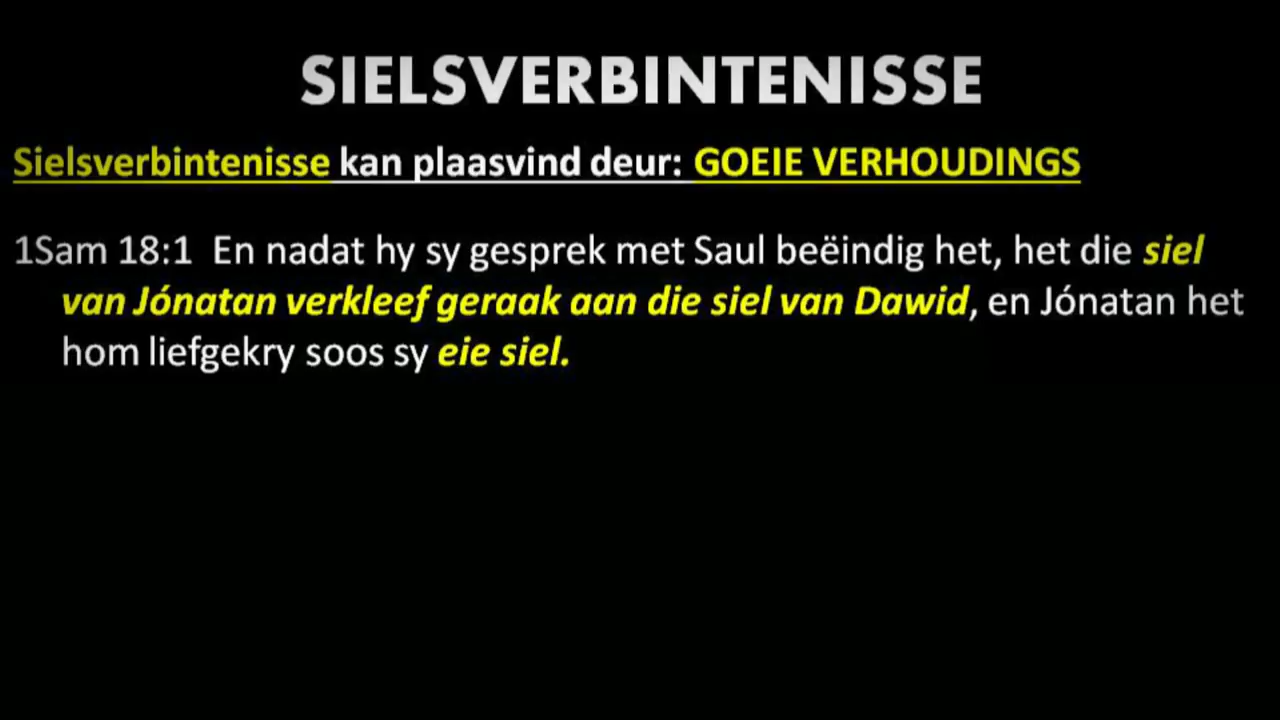 SIELSVERBINTENISSE
Sielsverbintenisse kan plaasvind deur: GOEIE VERHOUDINGS
1Sam 18:1 En nadat hy sy gesprek met Saul beëindig het, het die siel
van Jónatan verkleef geraak aan die siel van Dawid, en Jónatan het
hom liefgekry soos sy eie siel.